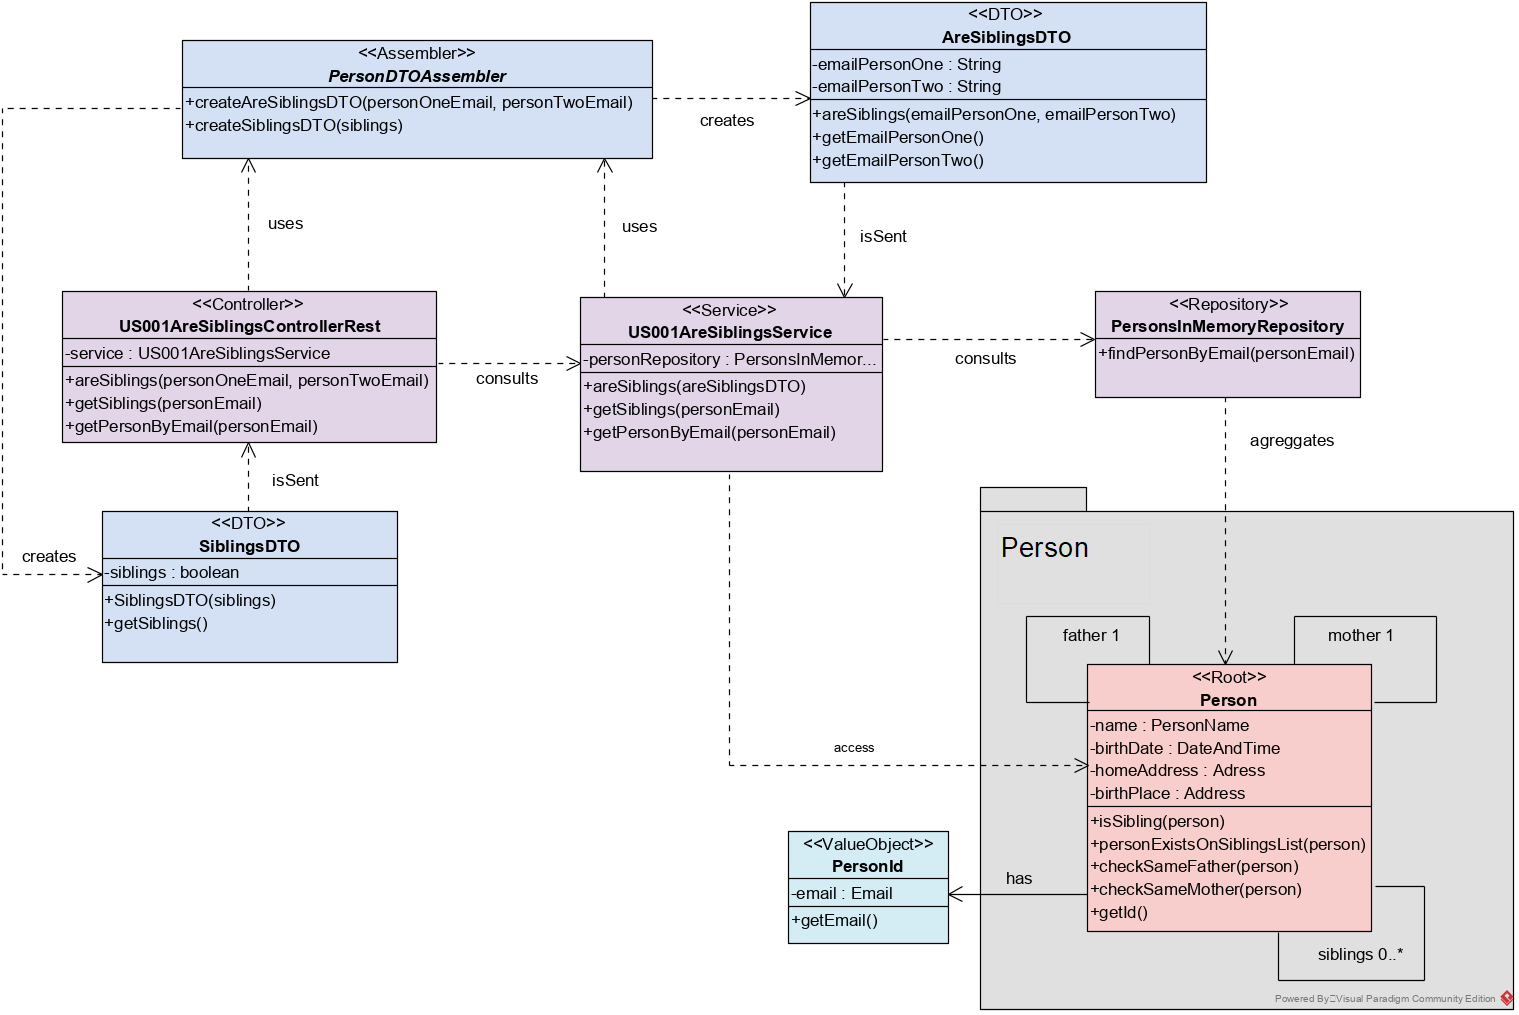 <<DTO>>
AreSiblingsDTO
-emailPersonOne : String
-emailPersonTwo : String
+areSiblings(emailPersonOne, emailPersonTwo)
+getEmailPersonOne()
+getEmailPersonTwo()
<<Assembler>>
PersonDTOAssembler
+createAreSiblingsDTO(personOneEmail, personTwoEmail)
+createSiblingsDTO(siblings)
creates
uses
uses
isSent
<<Controller>>
US001AreSiblingsControllerRest
-service : US001AreSiblingsService
+areSiblings(personOneEmail, personTwoEmail)
+getSiblings(personEmail)
+getPersonByEmail(personEmail)
consults
<<Service>>
US001AreSiblingsService
-personRepository : PersonsInMemor...
+areSiblings(areSiblingsDTO)
+getSiblings(personEmail)
+getPersonByEmail(personEmail)
consults
<<Repository>>
PersonsInMemoryRepository
+findPersonByEmail(personEmail)
agreggates
isSent
creates
<<DTO>>
SiblingsDTO
-siblings : boolean
+SiblingsDTO(siblings)
+getSiblings()
Person
father 1
mother 1
<<Root>>
Person
-name : PersonName
-birthDate : DateAndTime
-homeAddress : Adress
-birthPlace : Address
+isSibling(person)
+personExistsOnSiblingsList(person)
+checkSameFather(person)
+checkSameMother(person)
+getId()
access
<<ValueObject>>
PersonId
-email : Email
+getEmail()
has
siblings 0..*
Powered By Visual Paradigm Community Edition